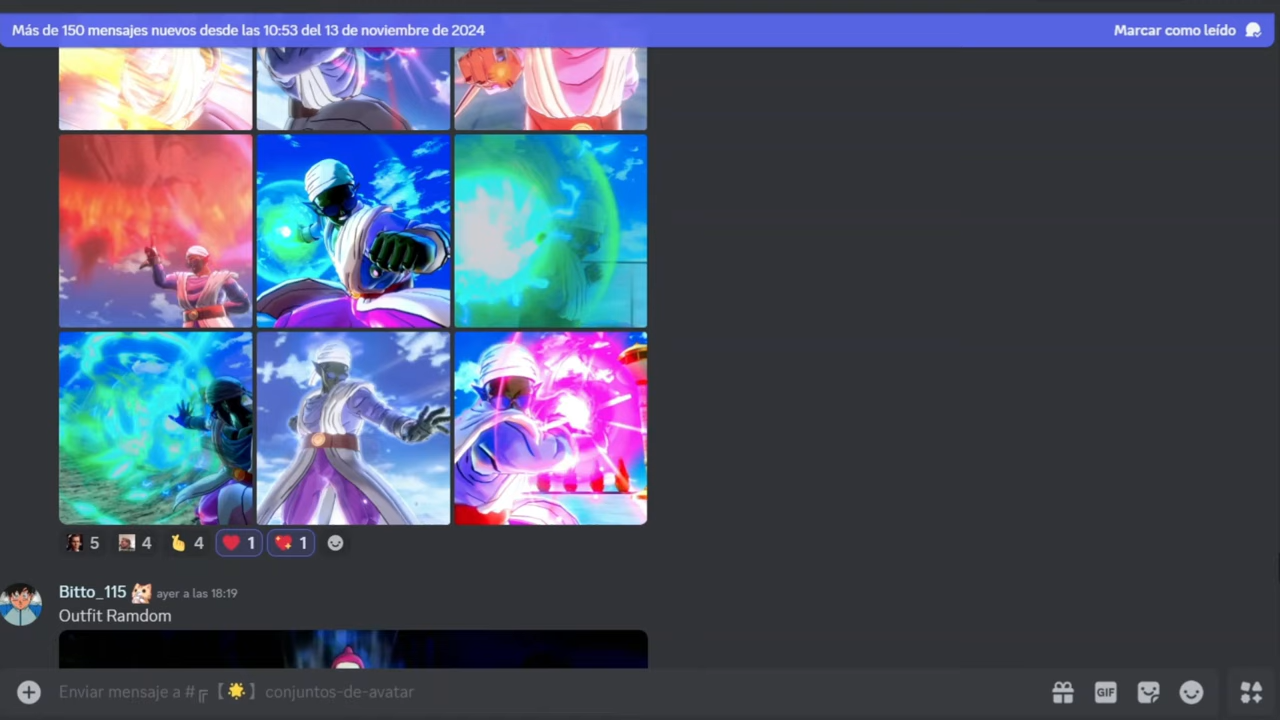 Más de 150 mensajes nuevos desde las 10:53 del 13 de noviembre de 2024
Marcar como leído
5 4 4 1 1
Bitto_115 ayer a las 18:19
Outfit Ramdom
Enviar mensaje a #╔【🌟】conjuntos-de-avatar
GIF